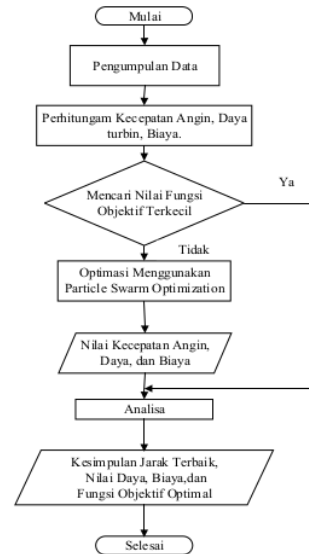 Mulai
Pengumpulan Data
Perhitungam Kecepatan Angin, Daya
turbin, Biaya.
Mencari Nilai Fungsi
Objektif Terkecil
Ya
Tidak
Optimasi Menggunakan
Particle Swarm Optimization
Nilai Kecepatan Angin,
Daya, dan Biaya
Analisa
Kesimpulan Jarak Terbaik,
Nilai Daya, Biaya,dan
Fungsi Objektif Optimal
Selesai